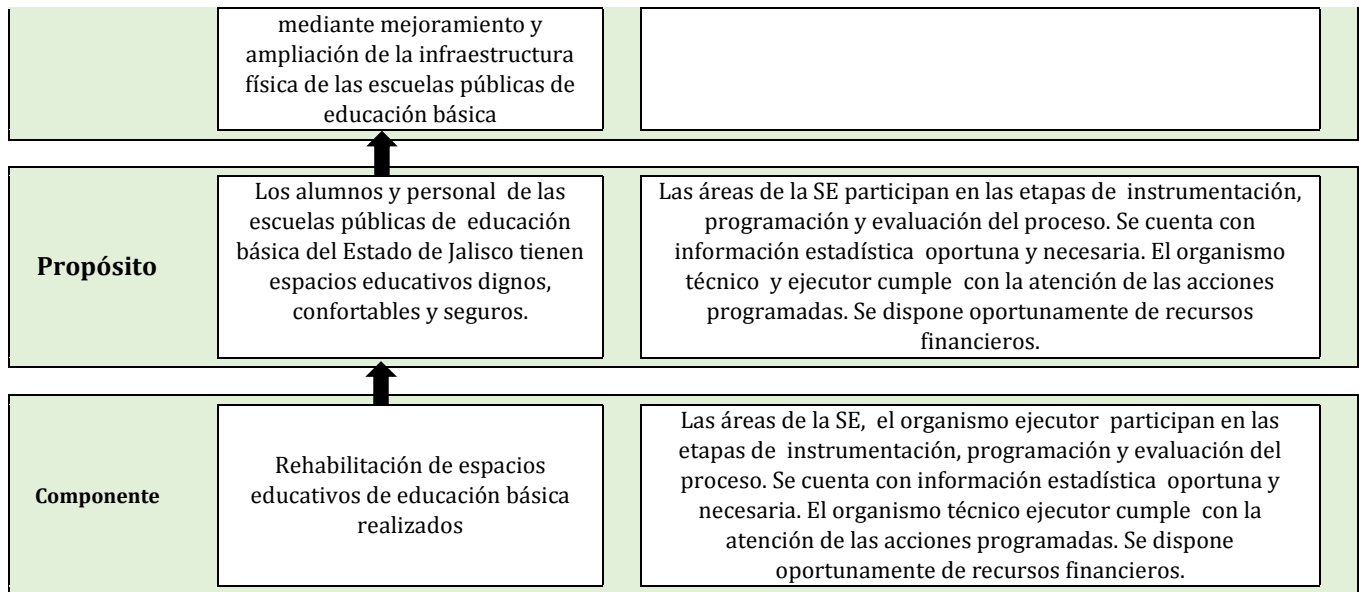 mediante mejoramiento y
ampliación de la infraestructura
física de las escuelas públicas de
educación básica
Propósito
Los alumnos y personal de las
escuelas públicas de educación
básica del Estado de Jalisco tienen
espacios educativos dignos,
confortables y seguros.
Las áreas de la SE participan en las etapas de instrumentación,
programación y evaluación del proceso. Se cuenta con
información estadística oportuna y necesaria. El organismo
técnico y ejecutor cumple con la atención de las acciones
programadas. Se dispone oportunamente de recursos
financieros.
Componente
Rehabilitación de espacios
educativos de educación básica
realizados
Las áreas de la SE, el organismo ejecutor participan en las
etapas de instrumentación, programación y evaluación del
proceso. Se cuenta con información estadística oportuna y
necesaria. El organismo técnico ejecutor cumple con la
atención de las acciones programadas. Se dispone
oportunamente de recursos financieros.